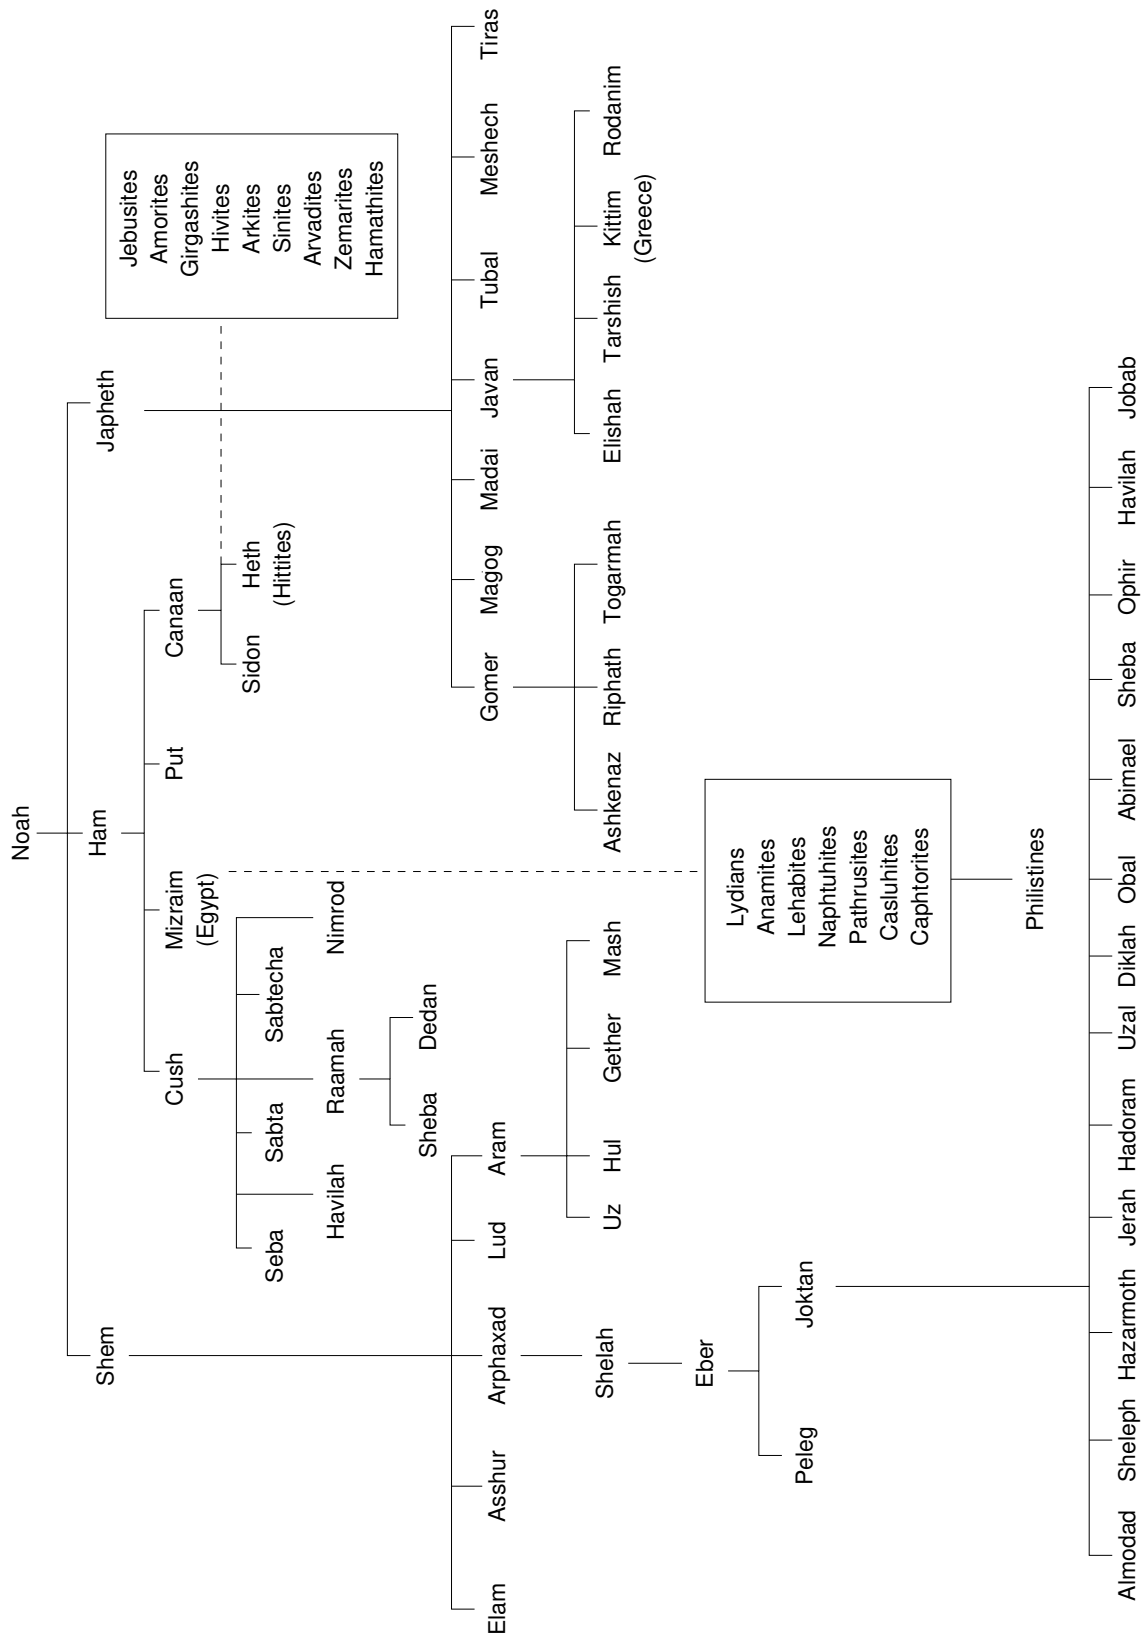 Noah
Shem
Ham
Japheth
Cush
Mizraim
(Egypt)
Put
Canaan
Jebusites
Amorites
Girgashites
Hivites
Arkites
Sinites
Arvadites
Zemarites
Hamathites
Seba
Havilah
Sabta
Raamah
Sabtecha
Nimrod
Sidon
Heth
(Hittites)
Sheba
Dedan
Elam
Asshur
Arphaxad
Lud
Aram
Gomer
Magog
Madai
Javan
Tubal
Meshech
Tiras
Shelah
Uz
Hul
Gether
Mash
Ashkenaz
Riphath
Togarmah
Elishah
Tarshish
Kittim
(Greece)
Rodanim
Eber
Lydians
Anamites
Lehabites
Naphtuhites
Pathrusites
Casluhites
Caphtorites
Peleg
Joktan
Philistines
Almodad
Sheleph
Hazarmoth
Jerah
Hadoram
Uzal
Diklah
Obal
Abimael
Sheba
Ophir
Havilah
Jobab